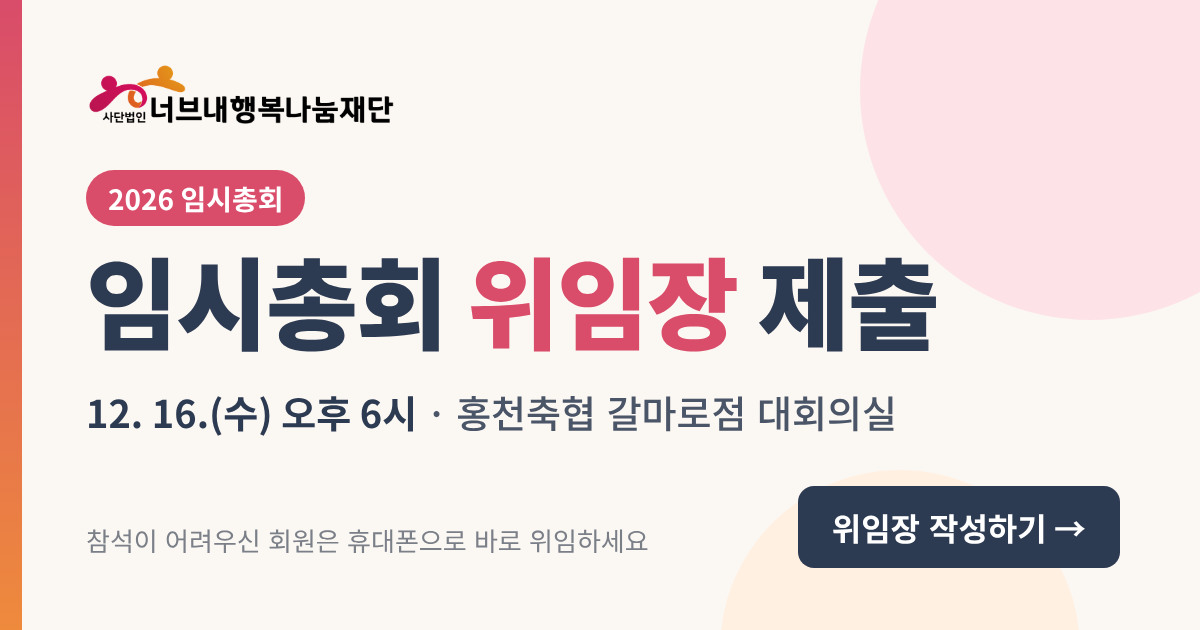 사단법인 너브내행복나눔재단
2026 임시총회
임시총회 위임장 제출
12. 16.(수) 오후 6시 · 홍천축협 갈마로점 대회의실
참석이 어려우신 회원은 휴대폰으로 바로 위임하세요
위임장 작성하기 →